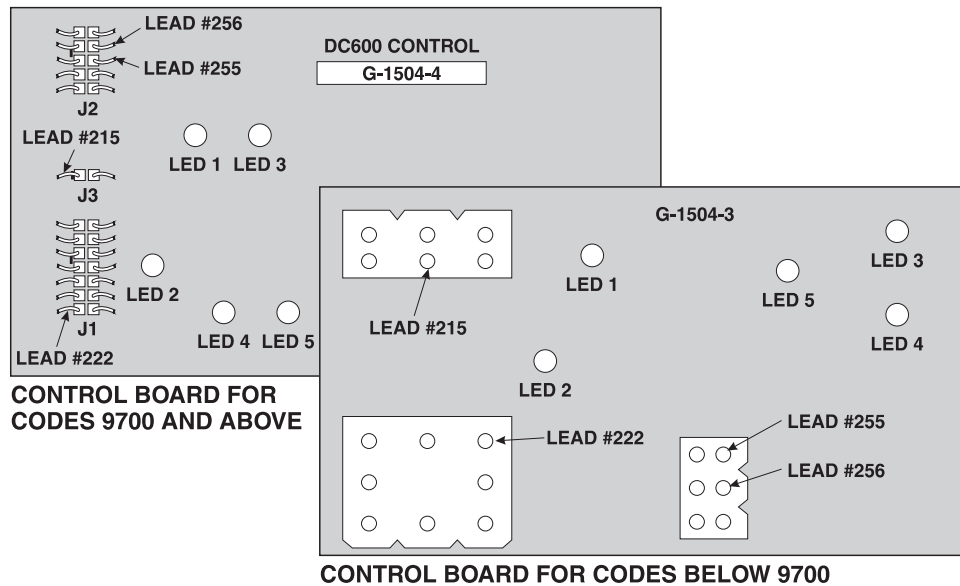 LEAD #256
DC600 CONTROL
G-1504-4
LEAD #255
J2
LEAD #215
LED 1
LED 3
J3
LED 2
J1
LED 4
LED 5
LEAD #222
CONTROL BOARD FOR
CODES 9700 AND ABOVE
G-1504-3
LED 3
LED 1
LED 5
LEAD #215
LED 4
LED 2
LEAD #255
LEAD #222
LEAD #256
CONTROL BOARD FOR CODES BELOW 9700